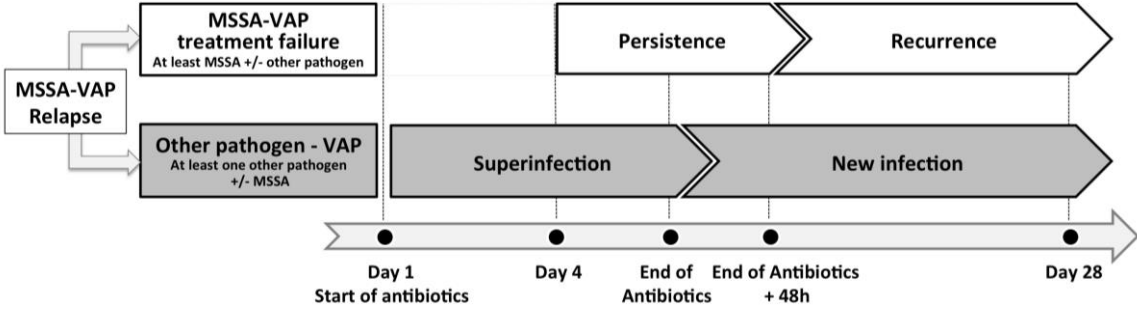 MSSA-VAP
treatment failure
At least MSSA +/- other pathogen
Persistence
Recurrence
MSSA-VAP
Relapse
Other pathogen - VAP
At least one other pathogen
+/- MSSA
Superinfection
New infection
Day 1
Start of antibiotics
Day 4
End of
Antibiotics
End of Antibiotics
+ 48h
Day 28